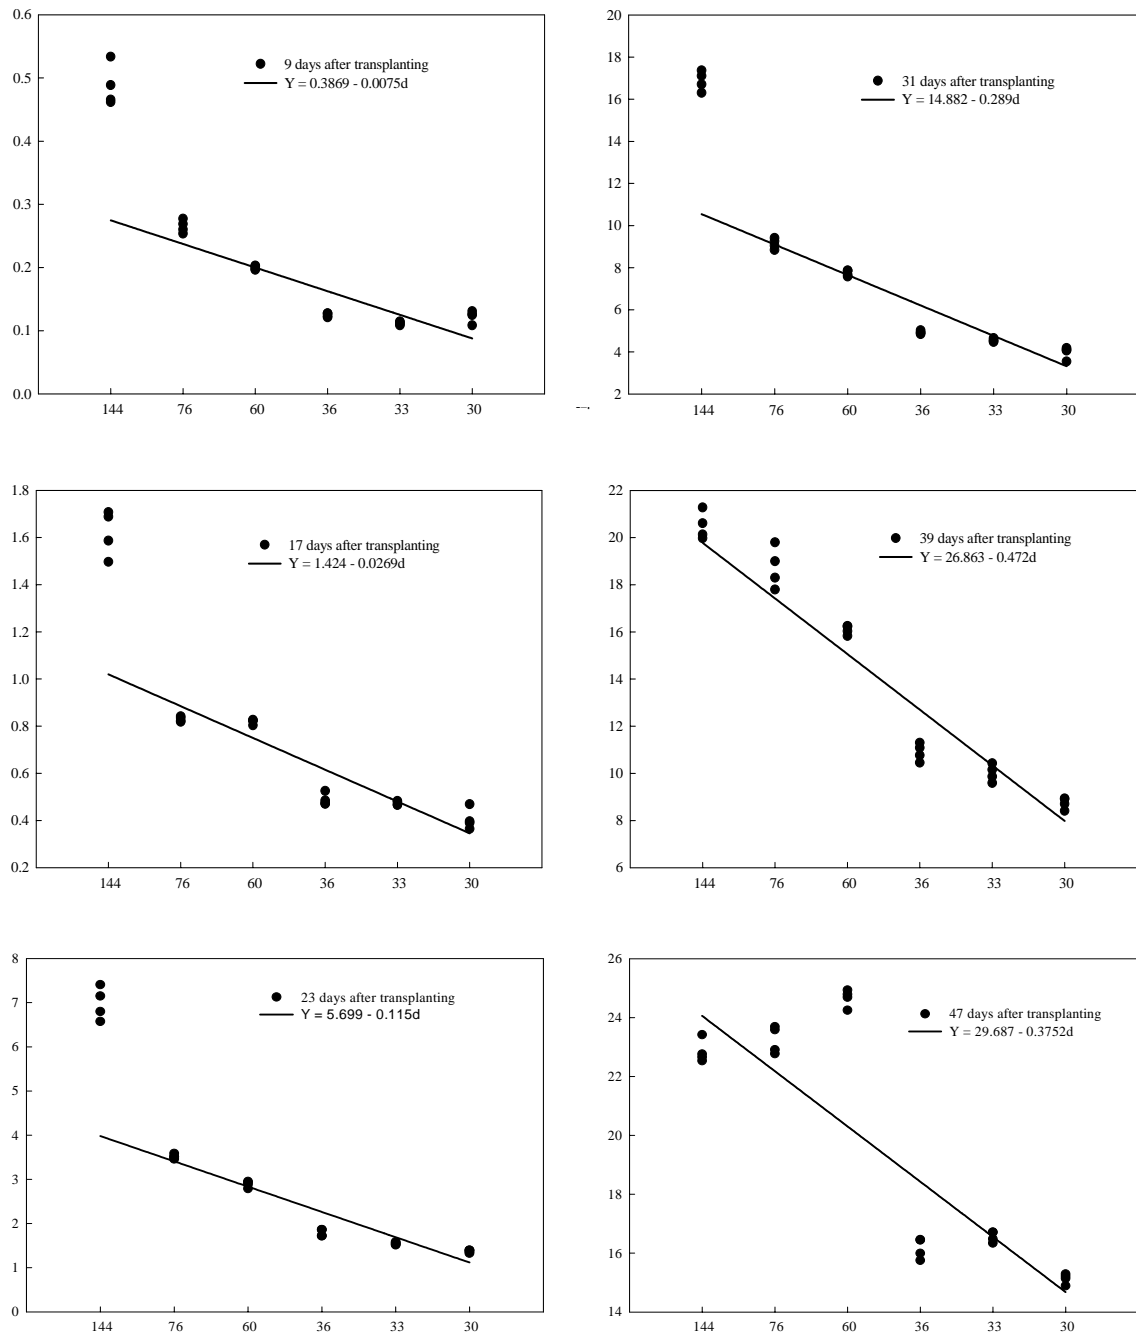 0.6
0.5
0.4
0.3
0.2
0.1
0.0
9 days after transplanting
Y = 0.3869 - 0.0075d
144 76 60 36 33 30
20
18
16
14
12
10
8
6
4
2
31 days after transplanting
Y = 14.882 - 0.289d
144 76 60 36 33 30
1.8
1.6
1.4
1.2
1.0
0.8
0.6
0.4
0.2
17 days after transplanting
Y = 1.424 - 0.0269d
144 76 60 36 33 30
22
20
18
16
14
12
10
8
6
39 days after transplanting
Y = 26.863 - 0.472d
144 76 60 36 33 30
8
7
6
5
4
3
2
1
0
23 days after transplanting
Y = 5.699 - 0.115d
144 76 60 36 33 30
26
24
22
20
18
16
14
47 days after transplanting
Y = 29.687 - 0.3752d
144 76 60 36 33 30